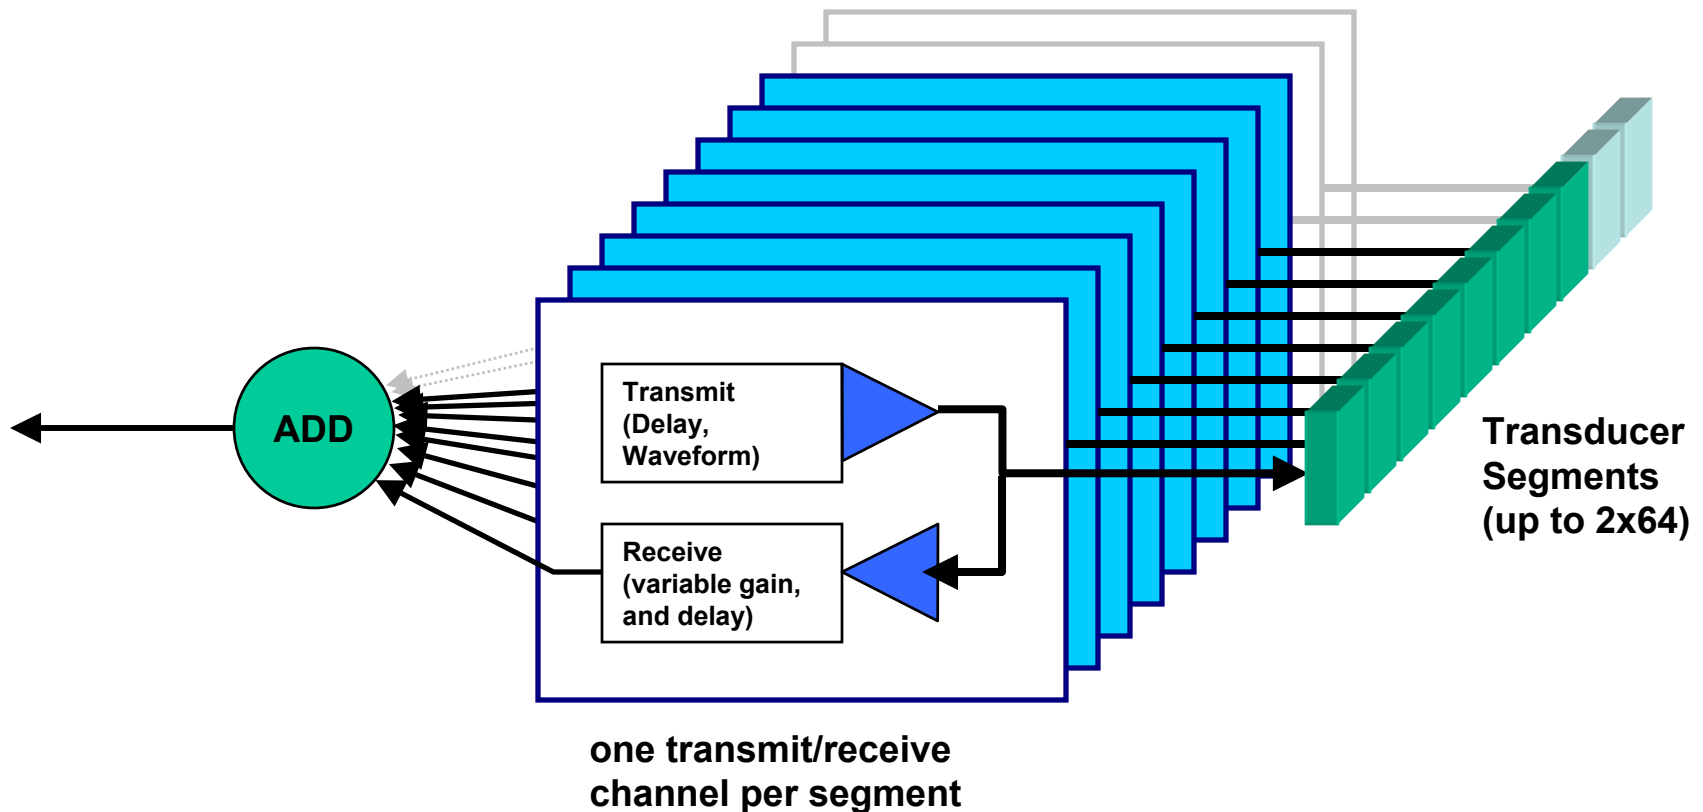 ADD
Transmit
(Delay,
Waveform)
Receive
(variable gain,
and delay)
Transducer
Segments
(up to 2x64)
one transmit/receive
channel per segment